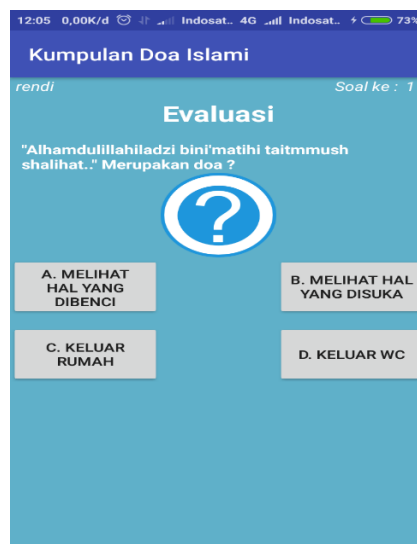 12:05 0,00K/d Indosat.. 4G Indosat.. 73%
Kumpulan Doa Islami
rendi Soal ke : 1
Evaluasi
"Alhamdulillahiladzi bini'matihi taitmmush
shalihat.." Merupakan doa ?
?
A. MELIHAT
HAL YANG
DIBENCI
B. MELIHAT HAL
YANG DISUKA
C. KELUAR
RUMAH
D. KELUAR WC